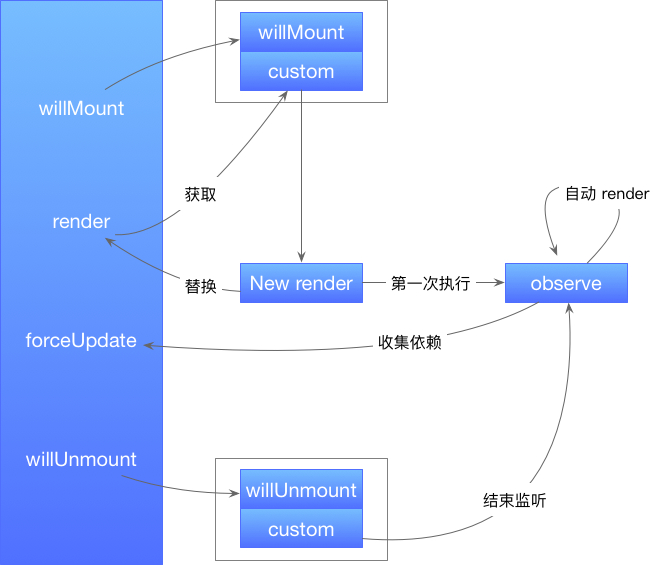 willMount
custom
willMount
获取
自动 render
render
替换
New render
第一次执行
observe
forceUpdate
收集依赖
willUnmount
willUnmount
结束监听
custom